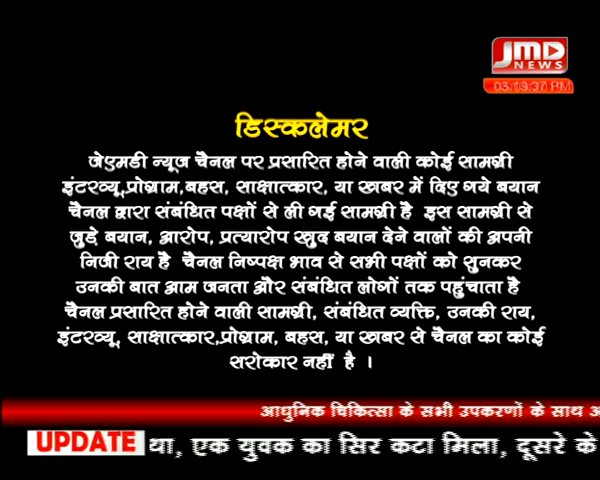 JMD
NEWS
03:19:37 PM
डिस्कलेमर
जेएमडी न्यूज चैनल पर प्रसारित होने वाली कोई सामग्री
इंटरव्यू,प्रोग्राम,बहस, साक्षात्कार, या खबर में दिए गये बयान
चैनल द्वारा संबंधित पक्षों से ली गई सामग्री है इस सामग्री से
जुडे बयान, आरोप, प्रत्यारोप खुद बयान देने वालों की अपनी
निजी राय है चैनल निष्पक्ष भाव से सभी पक्षों को सुनकर
उनकी बात आम जनता और संबंधित लोगों तक पहुंचाता है
चैनल प्रसारित होने वाली सामग्री, संबंधित व्यक्ति, उनकी राय,
इंटरव्यू, साक्षात्कार,प्रोग्राम, बहस, या खबर से चैनल का कोई
सरोकार नहीं है ।
आधुनिक चिकित्सा के सभी उपकरणों के साथ अ
UPDATE था, एक युवक का सिर कटा मिला, दूसरे के